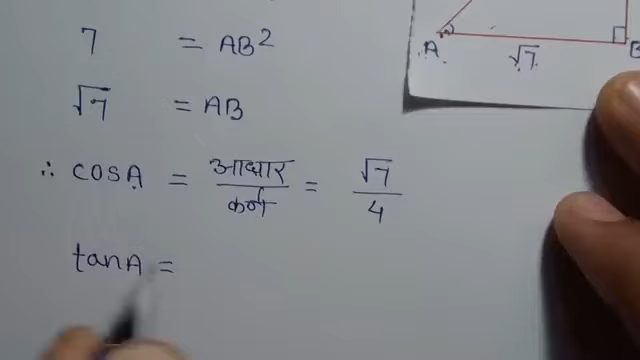 7 = AB²
√7 = AB
∴ cosA = आधार/कर्ण = √7/4
tanA =
A
√7
B